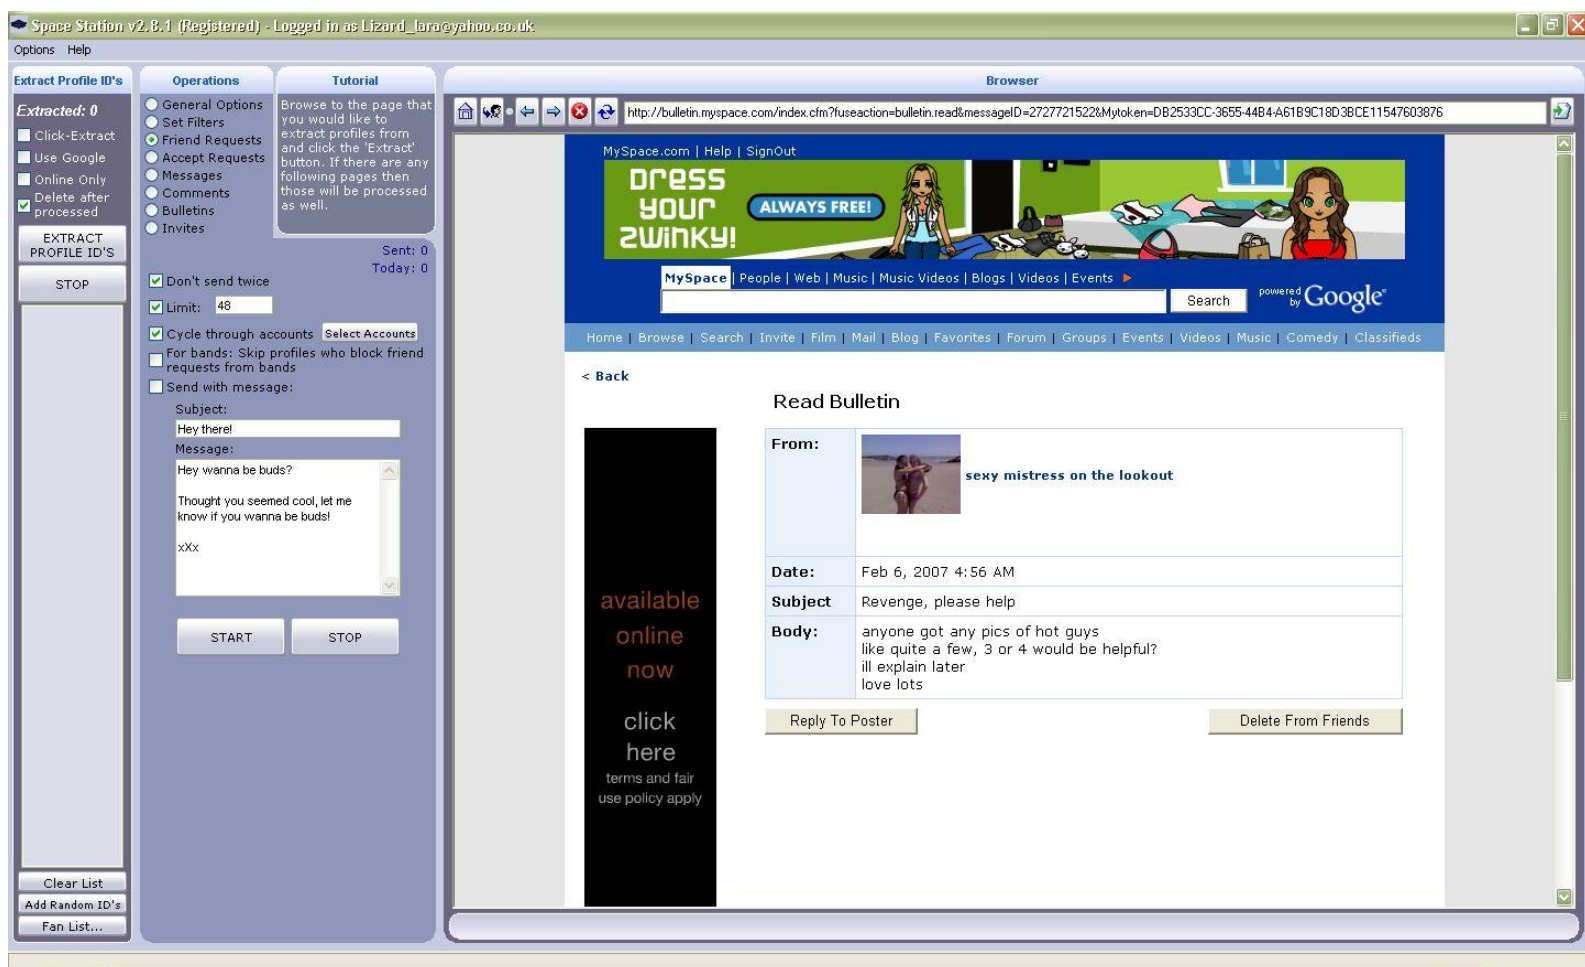 Space Station v2.8.1 (Registered) - Logged in as Lizard_lara@yahoo.co.uk
Options Help
Extract Profile ID's
Extracted: 0
Click-Extract
Use Google
Online Only
Delete after
processed
EXTRACT
PROFILE ID'S
STOP
Clear List
Add Random ID's
Fan List...
Operations
General Options
Set Filters
Friend Requests
Accept Requests
Messages
Comments
Bulletins
Invites
Tutorial
Browse to the page that
you would like to
extract profiles from
and click the 'Extract'
button. If there are any
following pages then
those will be processed
as well.
Sent: 0
Today: 0
Don't send twice
Limit: 48
Cycle through accounts Select Accounts
For bands: Skip profiles who block friend
requests from bands
Send with message:
Subject:
Hey there!
Message:
Hey wanna be buds?
Thought you seemed cool, let me
know if you wanna be buds!
xXx
START STOP
Browser
http://bulletin.myspace.com/index.cfm?fuseaction=bulletin.read&messageID=2727721522&Mytoken=DB2533CC-3655-44B4-A61B9C18D3BCE11547603876
MySpace.com | Help | SignOut
DRESS
YOUR
ZWINKY!
ALWAYS FREE!
MySpace | People | Web | Music | Music Videos | Blogs | Videos | Events
Search powered by Google
Home | Browse | Search | Invite | Film | Mail | Blog | Favorites | Forum | Groups | Events | Videos | Music | Comedy | Classifieds
< Back
Read Bulletin
From: sexy mistress on the lookout
Date: Feb 6, 2007 4:56 AM
Subject Revenge, please help
Body: anyone got any pics of hot guys
like quite a few, 3 or 4 would be helpful?
ill explain later
love lots
Reply To Poster Delete From Friends
available
online
now
click
here
terms and fair
use policy apply